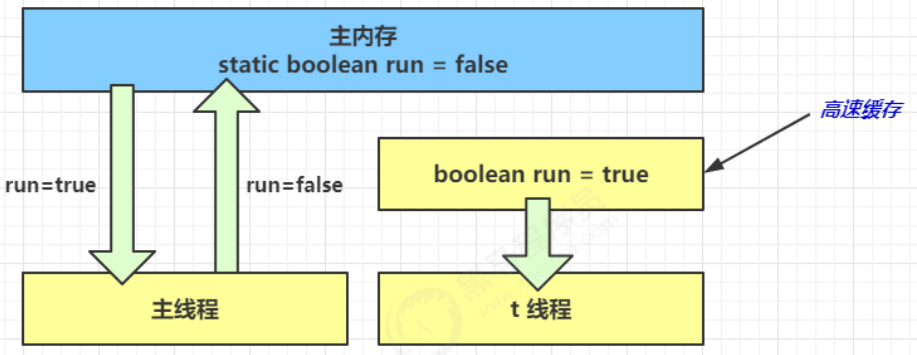 主内存
static boolean run = false
高速缓存
run=true
run=false
boolean run = true
主线程
t 线程